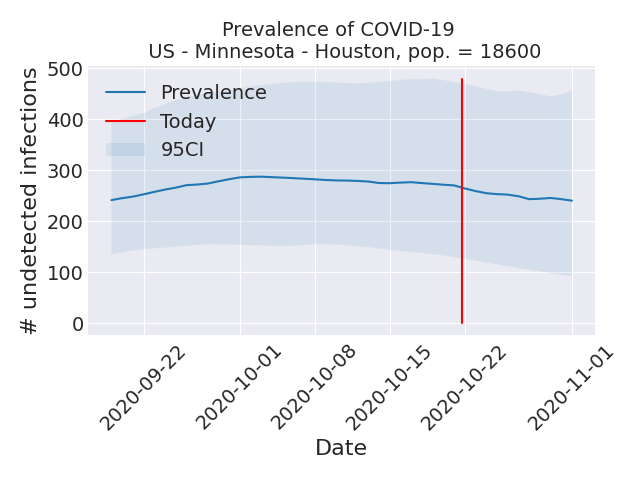 Prevalence of COVID-19
US - Minnesota - Houston, pop. = 18600
# undetected infections
500
400
300
200
100
0
Prevalence
Today
95CI
2020-09-22
2020-10-01
2020-10-08
2020-10-15
2020-10-22
2020-11-01
Date